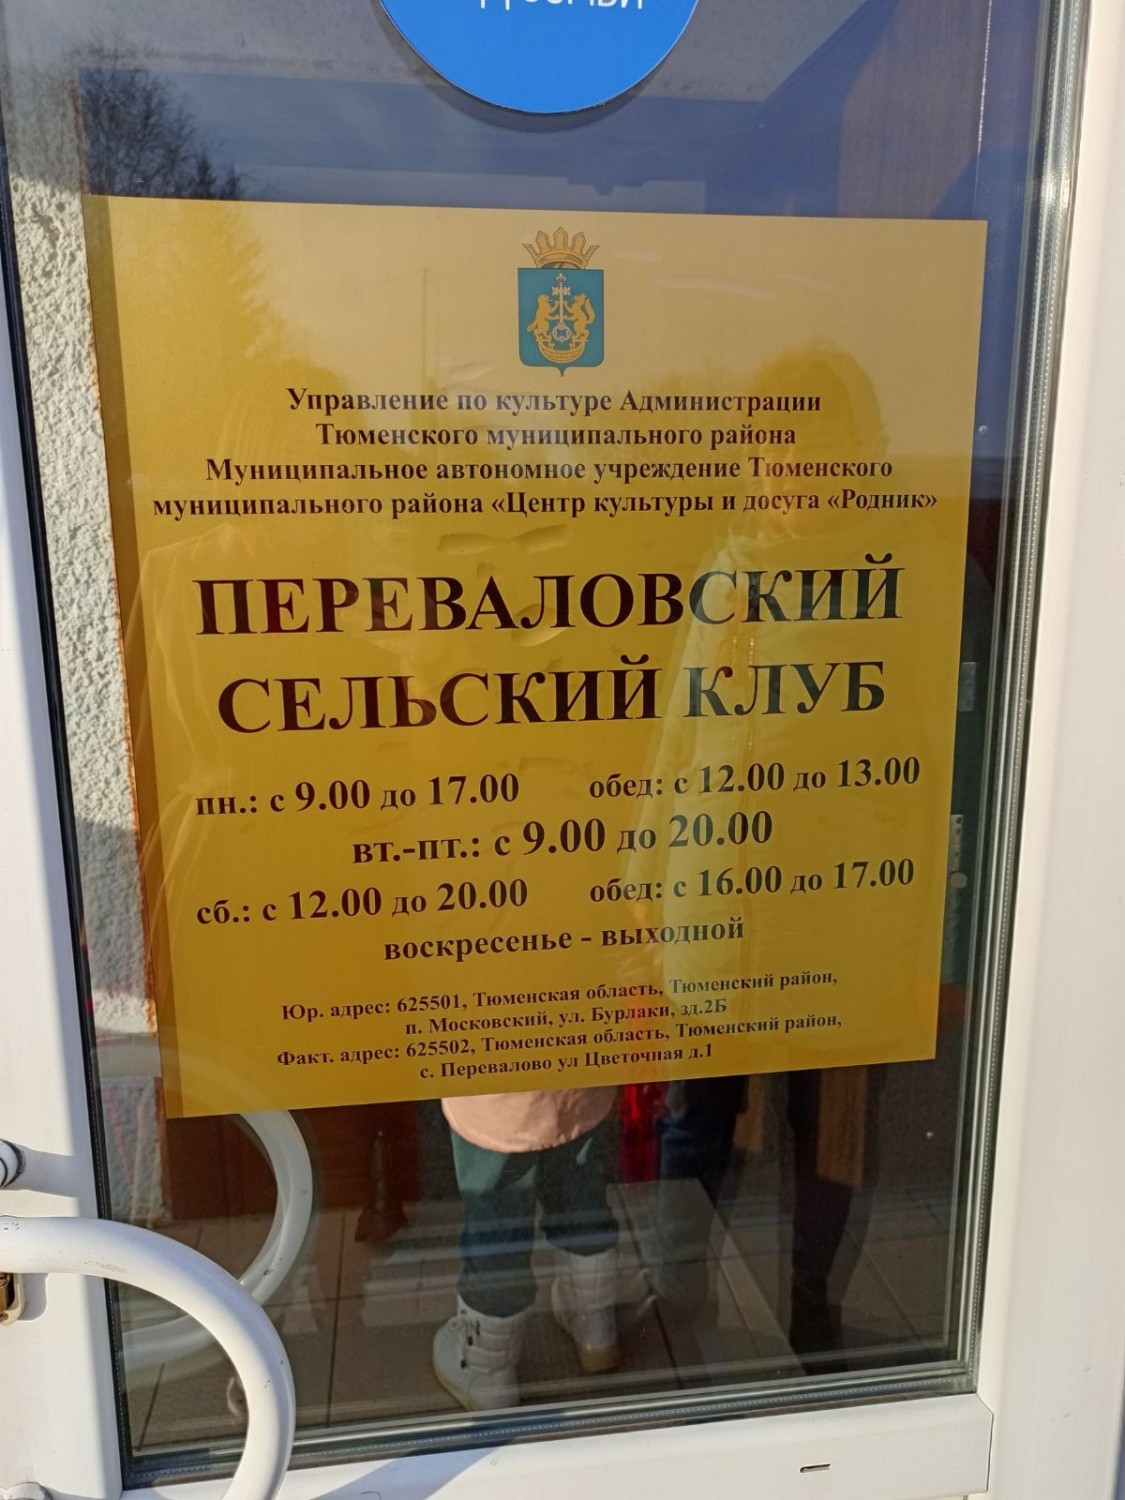 Управление по культуре Администрации
Тюменского муниципального района
Муниципальное автономное учреждение Тюменского
муниципального района «Центр культуры и досуга «Родник»
ПЕРЕВАЛОВСКИЙ
СЕЛЬСКИЙ КЛУБ
пн.: с 9.00 до 17.00 обед: с 12.00 до 13.00
вт.-пт.: с 9.00 до 20.00
сб.: с 12.00 до 20.00 обед: с 16.00 до 17.00
воскресенье - выходной
Юр. адрес: 625501, Тюменская область, Тюменский район,
п. Московский, ул. Бурлаки, зд.2Б
Факт. адрес: 625502, Тюменская область, Тюменский район,
с. Перевалово ул Цветочная д.1